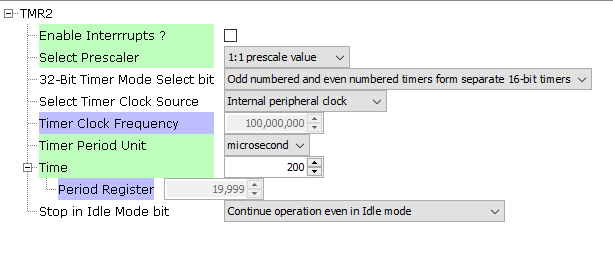 TMR2
Enable Interrrupts ?
Select Prescaler 1:1 prescale value
32-Bit Timer Mode Select bit Odd numbered and even numbered timers form separate 16-bit timers
Select Timer Clock Source Internal peripheral clock
Timer Clock Frequency 100,000,000
Timer Period Unit microsecond
Time 200
Period Register 19,999
Stop in Idle Mode bit Continue operation even in Idle mode